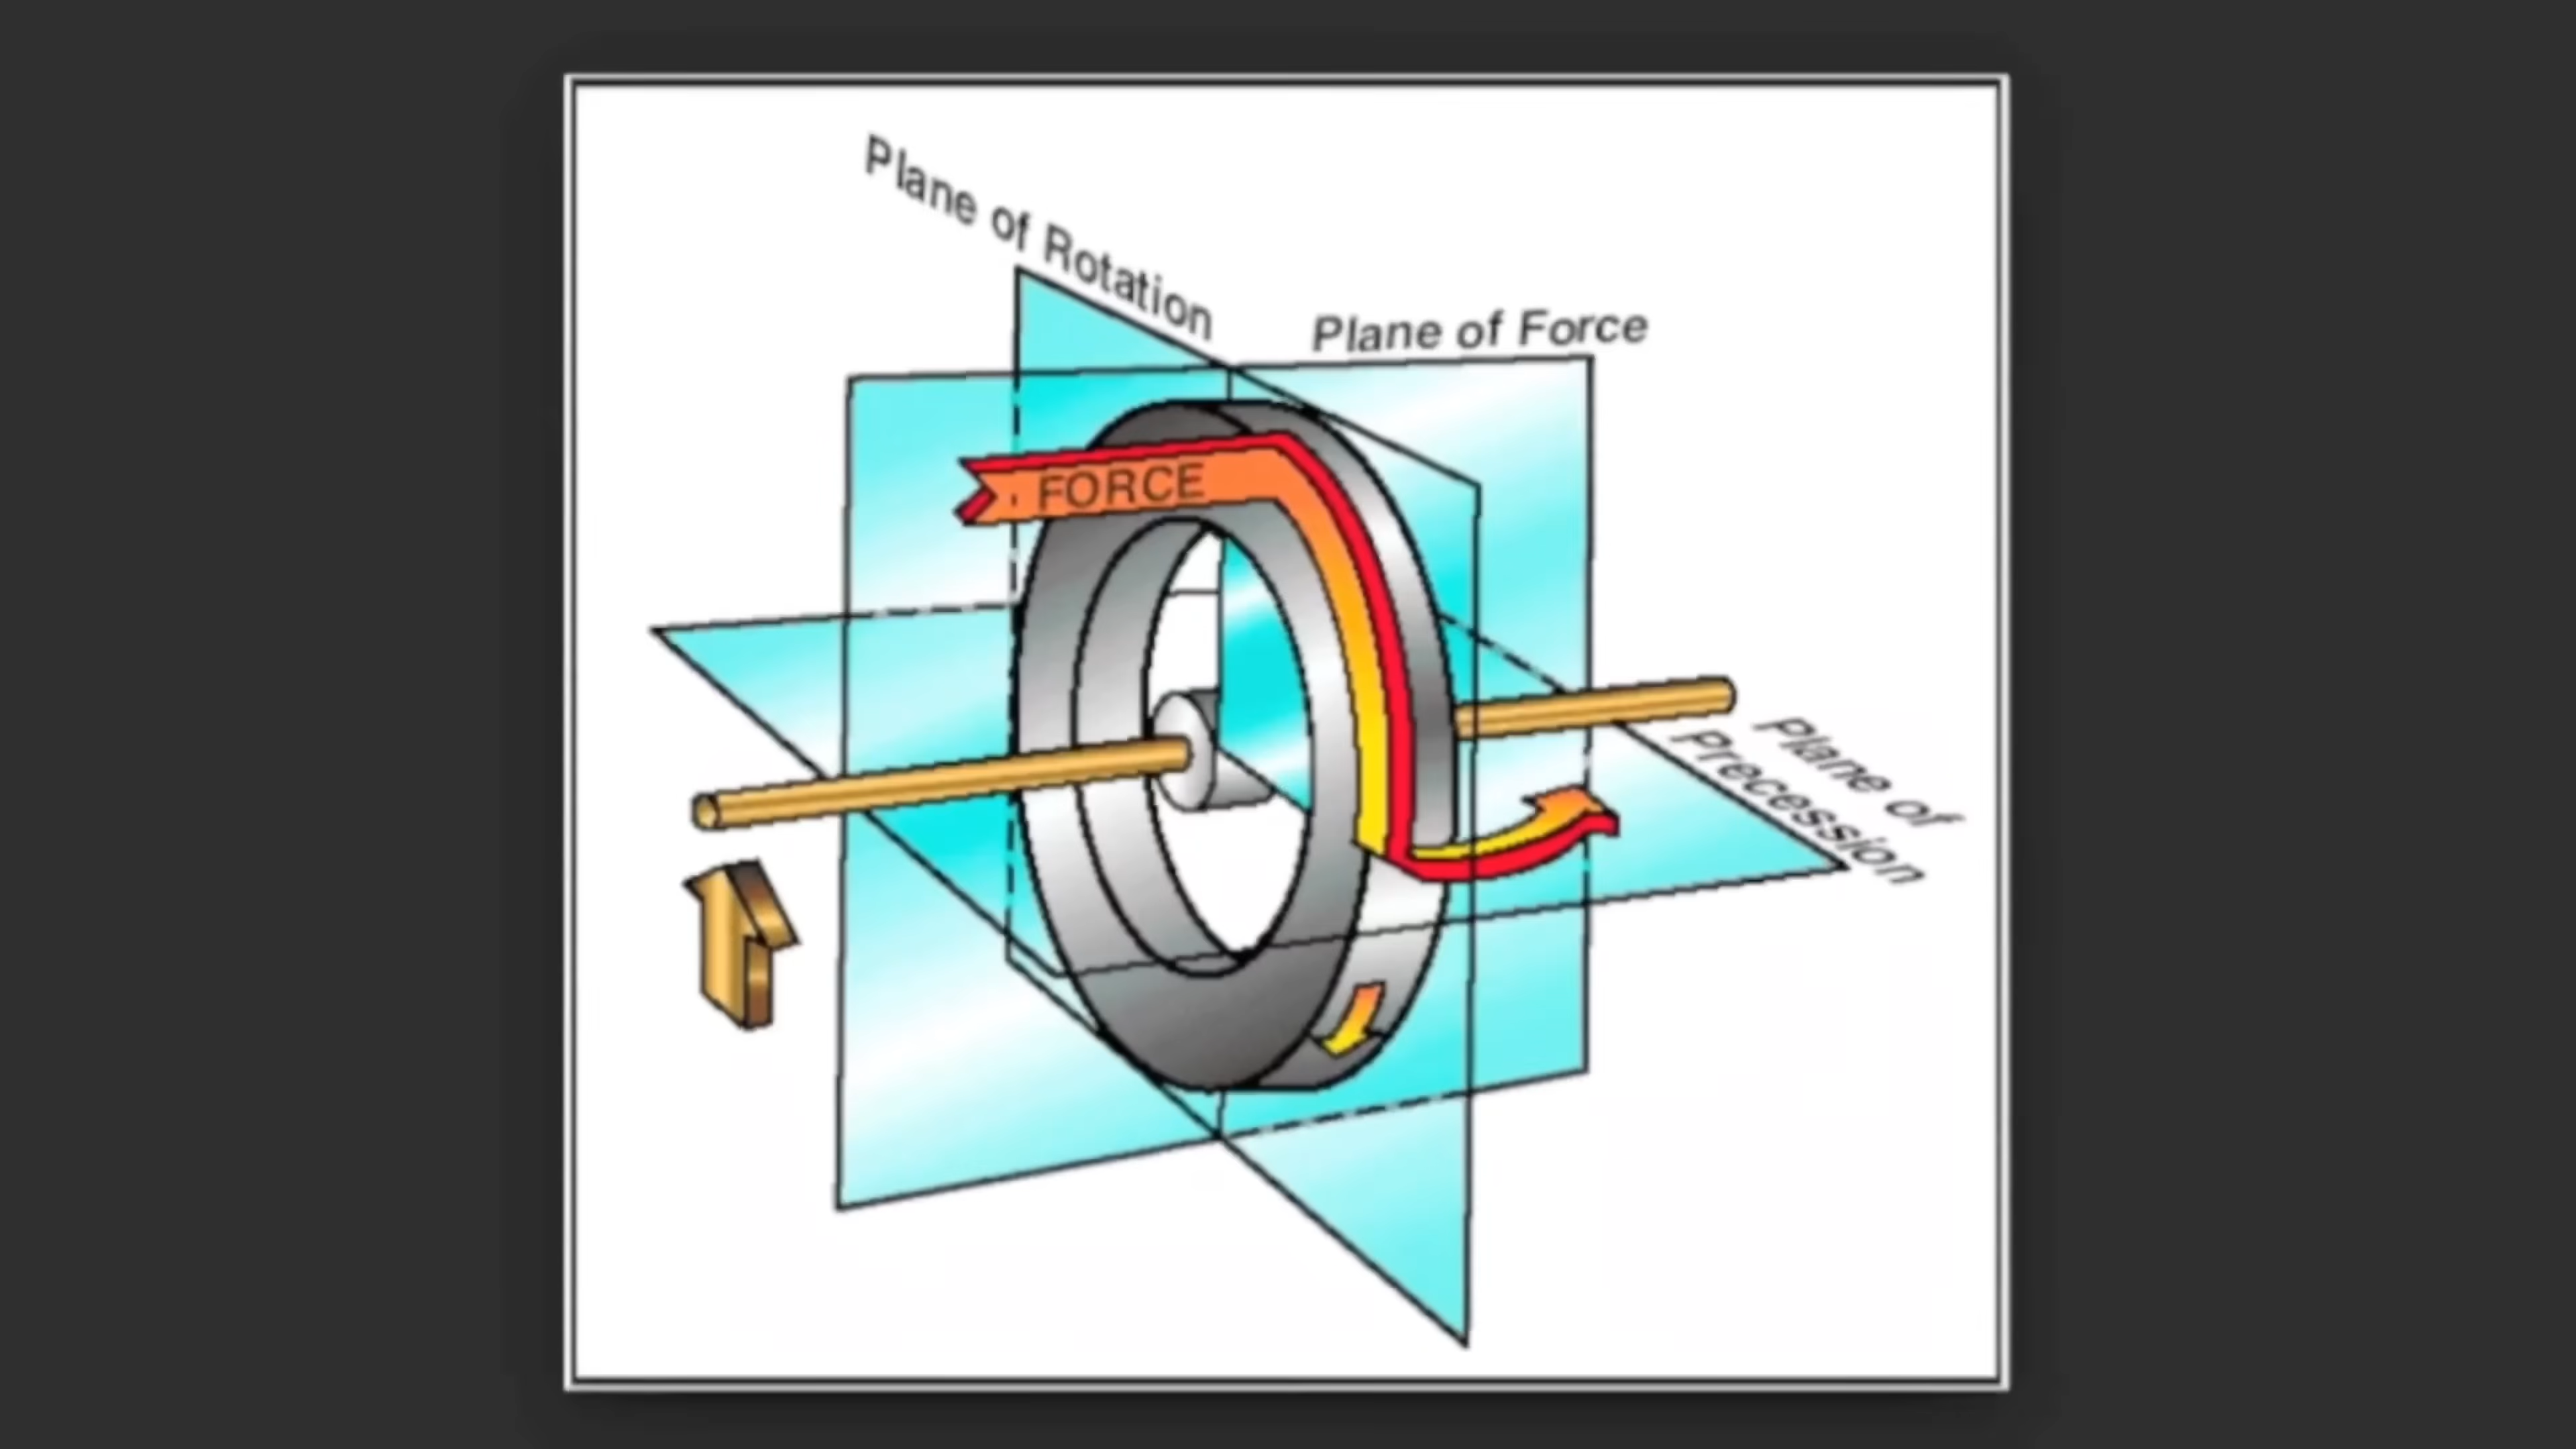 Plane of Rotation
Plane of Force
FORCE
Plane of
Precession